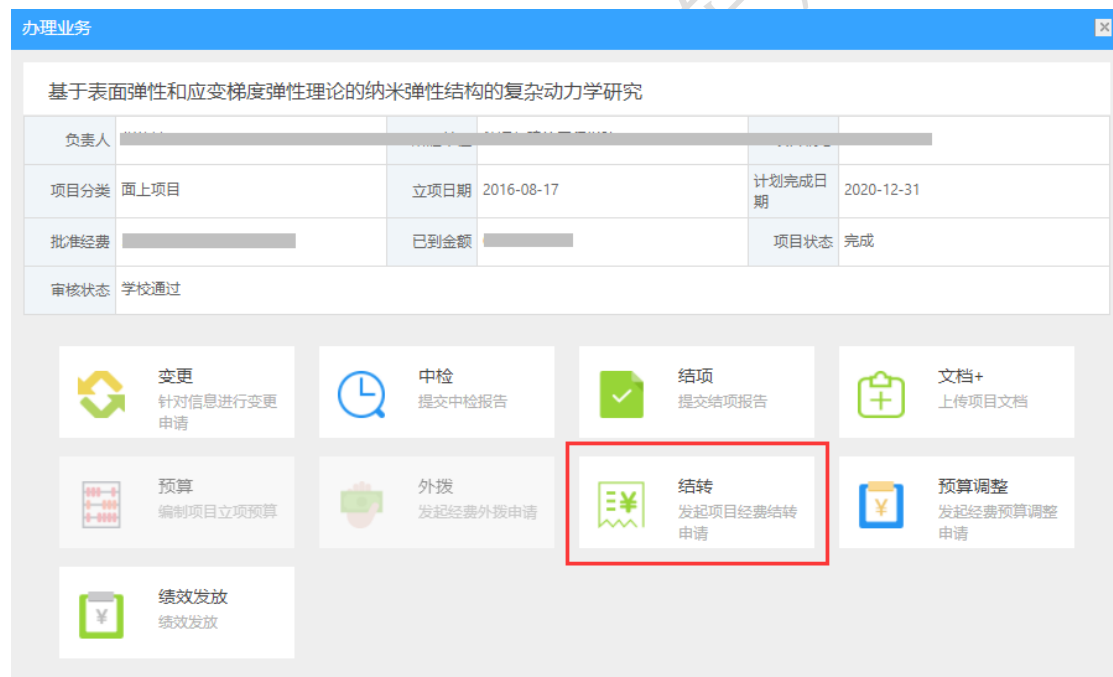 办理业务
基于表面弹性和应变梯度弹性理论的纳米弹性结构的复杂动力学研究
负责人
项目分类 面上项目 立项日期 2016-08-17 计划完成日期 2020-12-31
批准经费 已到金额 项目状态 完成
审核状态 学校通过
变更 中检 结项 文档+
针对信息进行变更 提交中检报告 提交结项报告 上传项目文档
申请
预算 外拨 结转 预算调整
编制项目立项预算 发起经费外拨申请 发起项目经费结转 发起经费预算调整
申请 申请
绩效发放
绩效发放